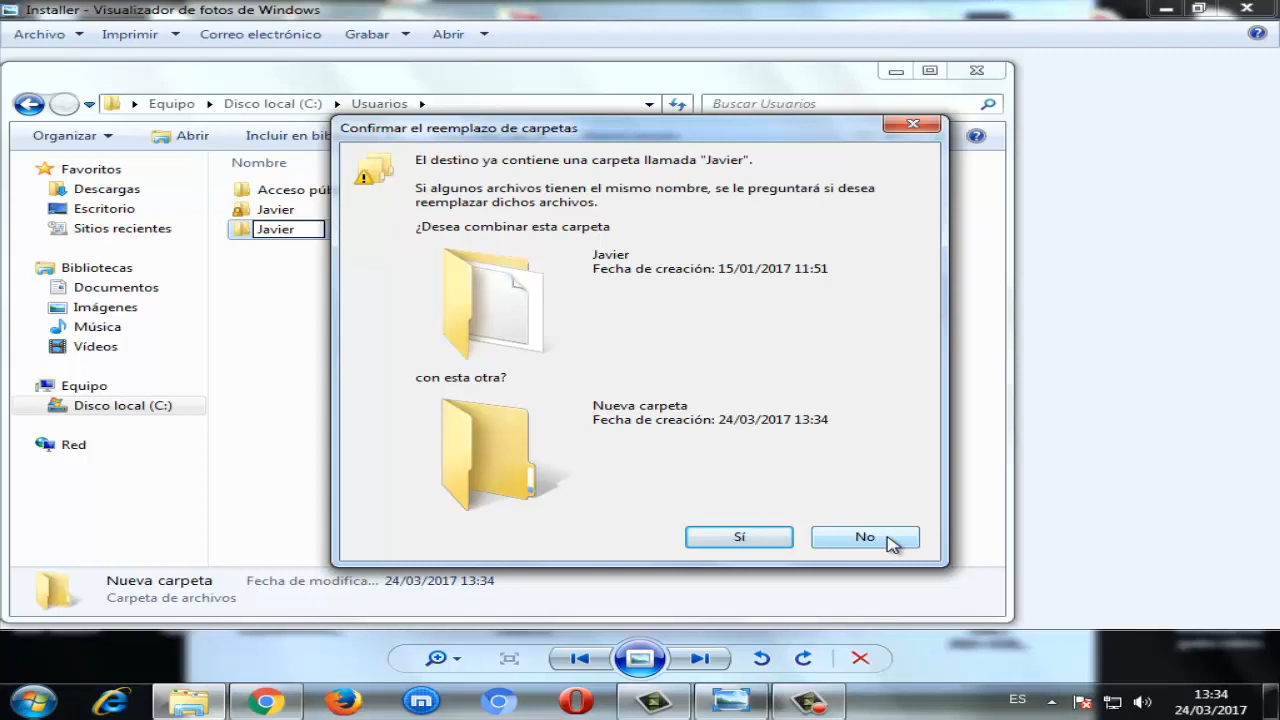 Installer - Visualizador de fotos de Windows
Archivo Imprimir Correo electrónico Grabar Abrir
Equipo Disco local (C:) Usuarios
Buscar Usuarios
Organizar Abrir Incluir en bib
Nombre
Favoritos
Descargas
Escritorio
Sitios recientes
Bibliotecas
Documentos
Imágenes
Música
Vídeos
Equipo
Disco local (C:)
Red
Acceso púb
Javier
Javier
Confirmar el reemplazo de carpetas
El destino ya contiene una carpeta llamada "Javier".
Si algunos archivos tienen el mismo nombre, se le preguntará si desea
reemplazar dichos archivos.
¿Desea combinar esta carpeta
Javier
Fecha de creación: 15/01/2017 11:51
con esta otra?
Nueva carpeta
Fecha de creación: 24/03/2017 13:34
Sí No
Nueva carpeta Fecha de modifica... 24/03/2017 13:34
Carpeta de archivos
ES
13:34
24/03/2017